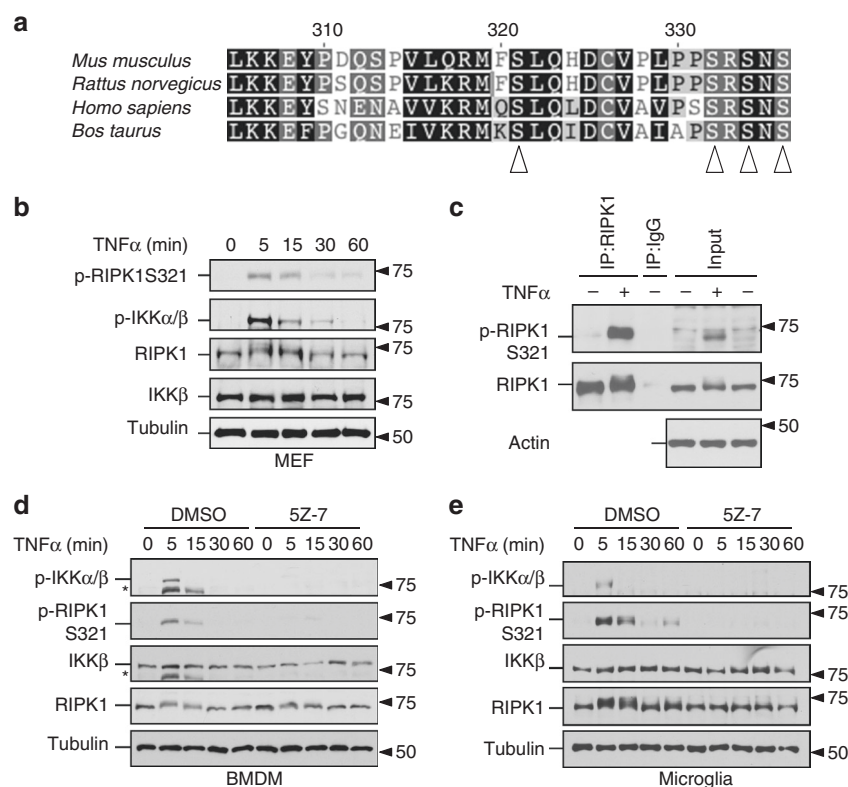 a
310 320 330
Mus musculus LKKEYPDQSPVLQRMFSLQHDCVPLPPSRSNS
Rattus norvegicus LKKEYPSQSPVLKRMFSLQHDCVPLPPSRSNS
Homo sapiens LKKEYSNENAVVKRMQSLQLDCVAVPSSRSNS
Bos taurus LKKEFPGQNEIVKRMKSLQIDCVAIAPSRSNS
b
TNFα (min) 0 5 15 30 60
p-RIPK1S321 75
p-IKKα/β 75
RIPK1 75
IKKβ 75
Tubulin 50
MEF
c
IP:RIPK1 IP:IgG Input
TNFα – + – – + –
p-RIPK1 75
S321
RIPK1 75
Actin 50
d
DMSO 5Z-7
TNFα (min) 0 5 15 30 60 0 5 15 30 60
p-IKKα/β 75
*
p-RIPK1 75
S321
IKKβ 75
*
RIPK1 75
Tubulin 50
BMDM
e
DMSO 5Z-7
TNFα (min) 0 5 15 30 60 0 5 15 30 60
p-IKKα/β 75
p-RIPK1 75
S321
IKKβ 75
RIPK1 75
Tubulin 50
Microglia